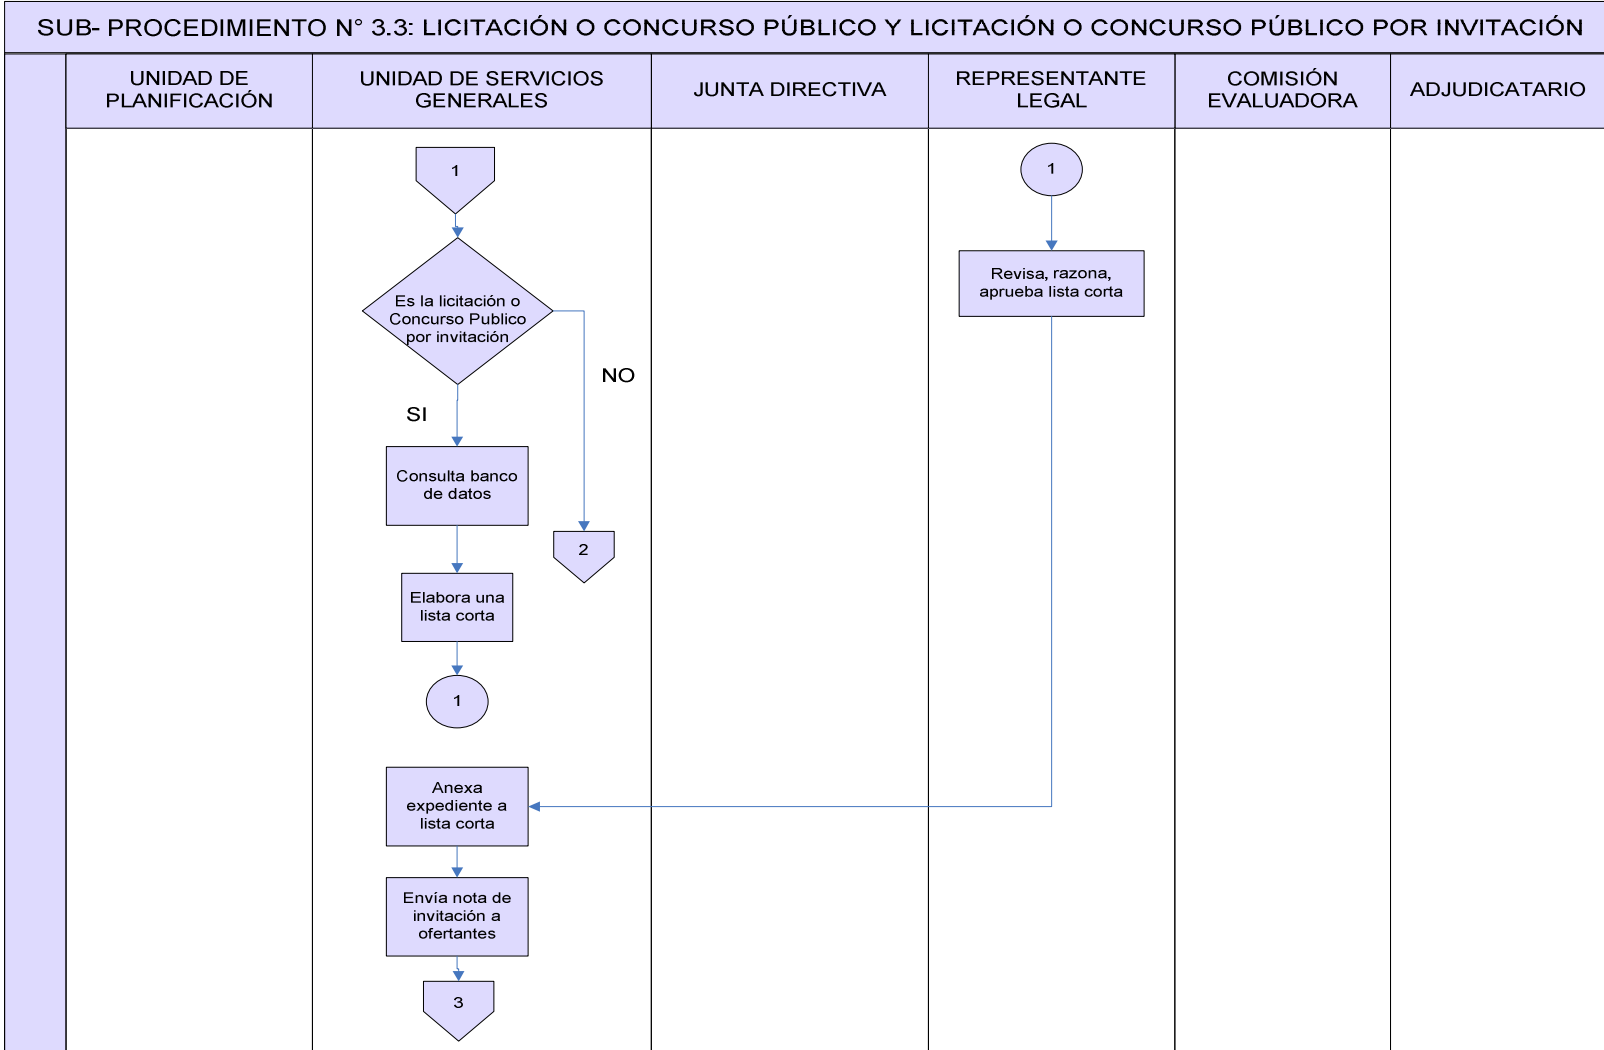 SUB- PROCEDIMIENTO N° 3.3: LICITACIÓN O CONCURSO PÚBLICO Y LICITACIÓN O CONCURSO PÚBLICO POR INVITACIÓN
UNIDAD DE
PLANIFICACIÓN
UNIDAD DE SERVICIOS
GENERALES
JUNTA DIRECTIVA
REPRESENTANTE
LEGAL
COMISIÓN
EVALUADORA
ADJUDICATARIO
1
Es la licitación o
Concurso Publico
por invitación
NO
SI
Consulta banco
de datos
2
Elabora una
lista corta
1
1
Revisa, razona,
aprueba lista corta
Anexa
expediente a
lista corta
Envía nota de
invitación a
ofertantes
3